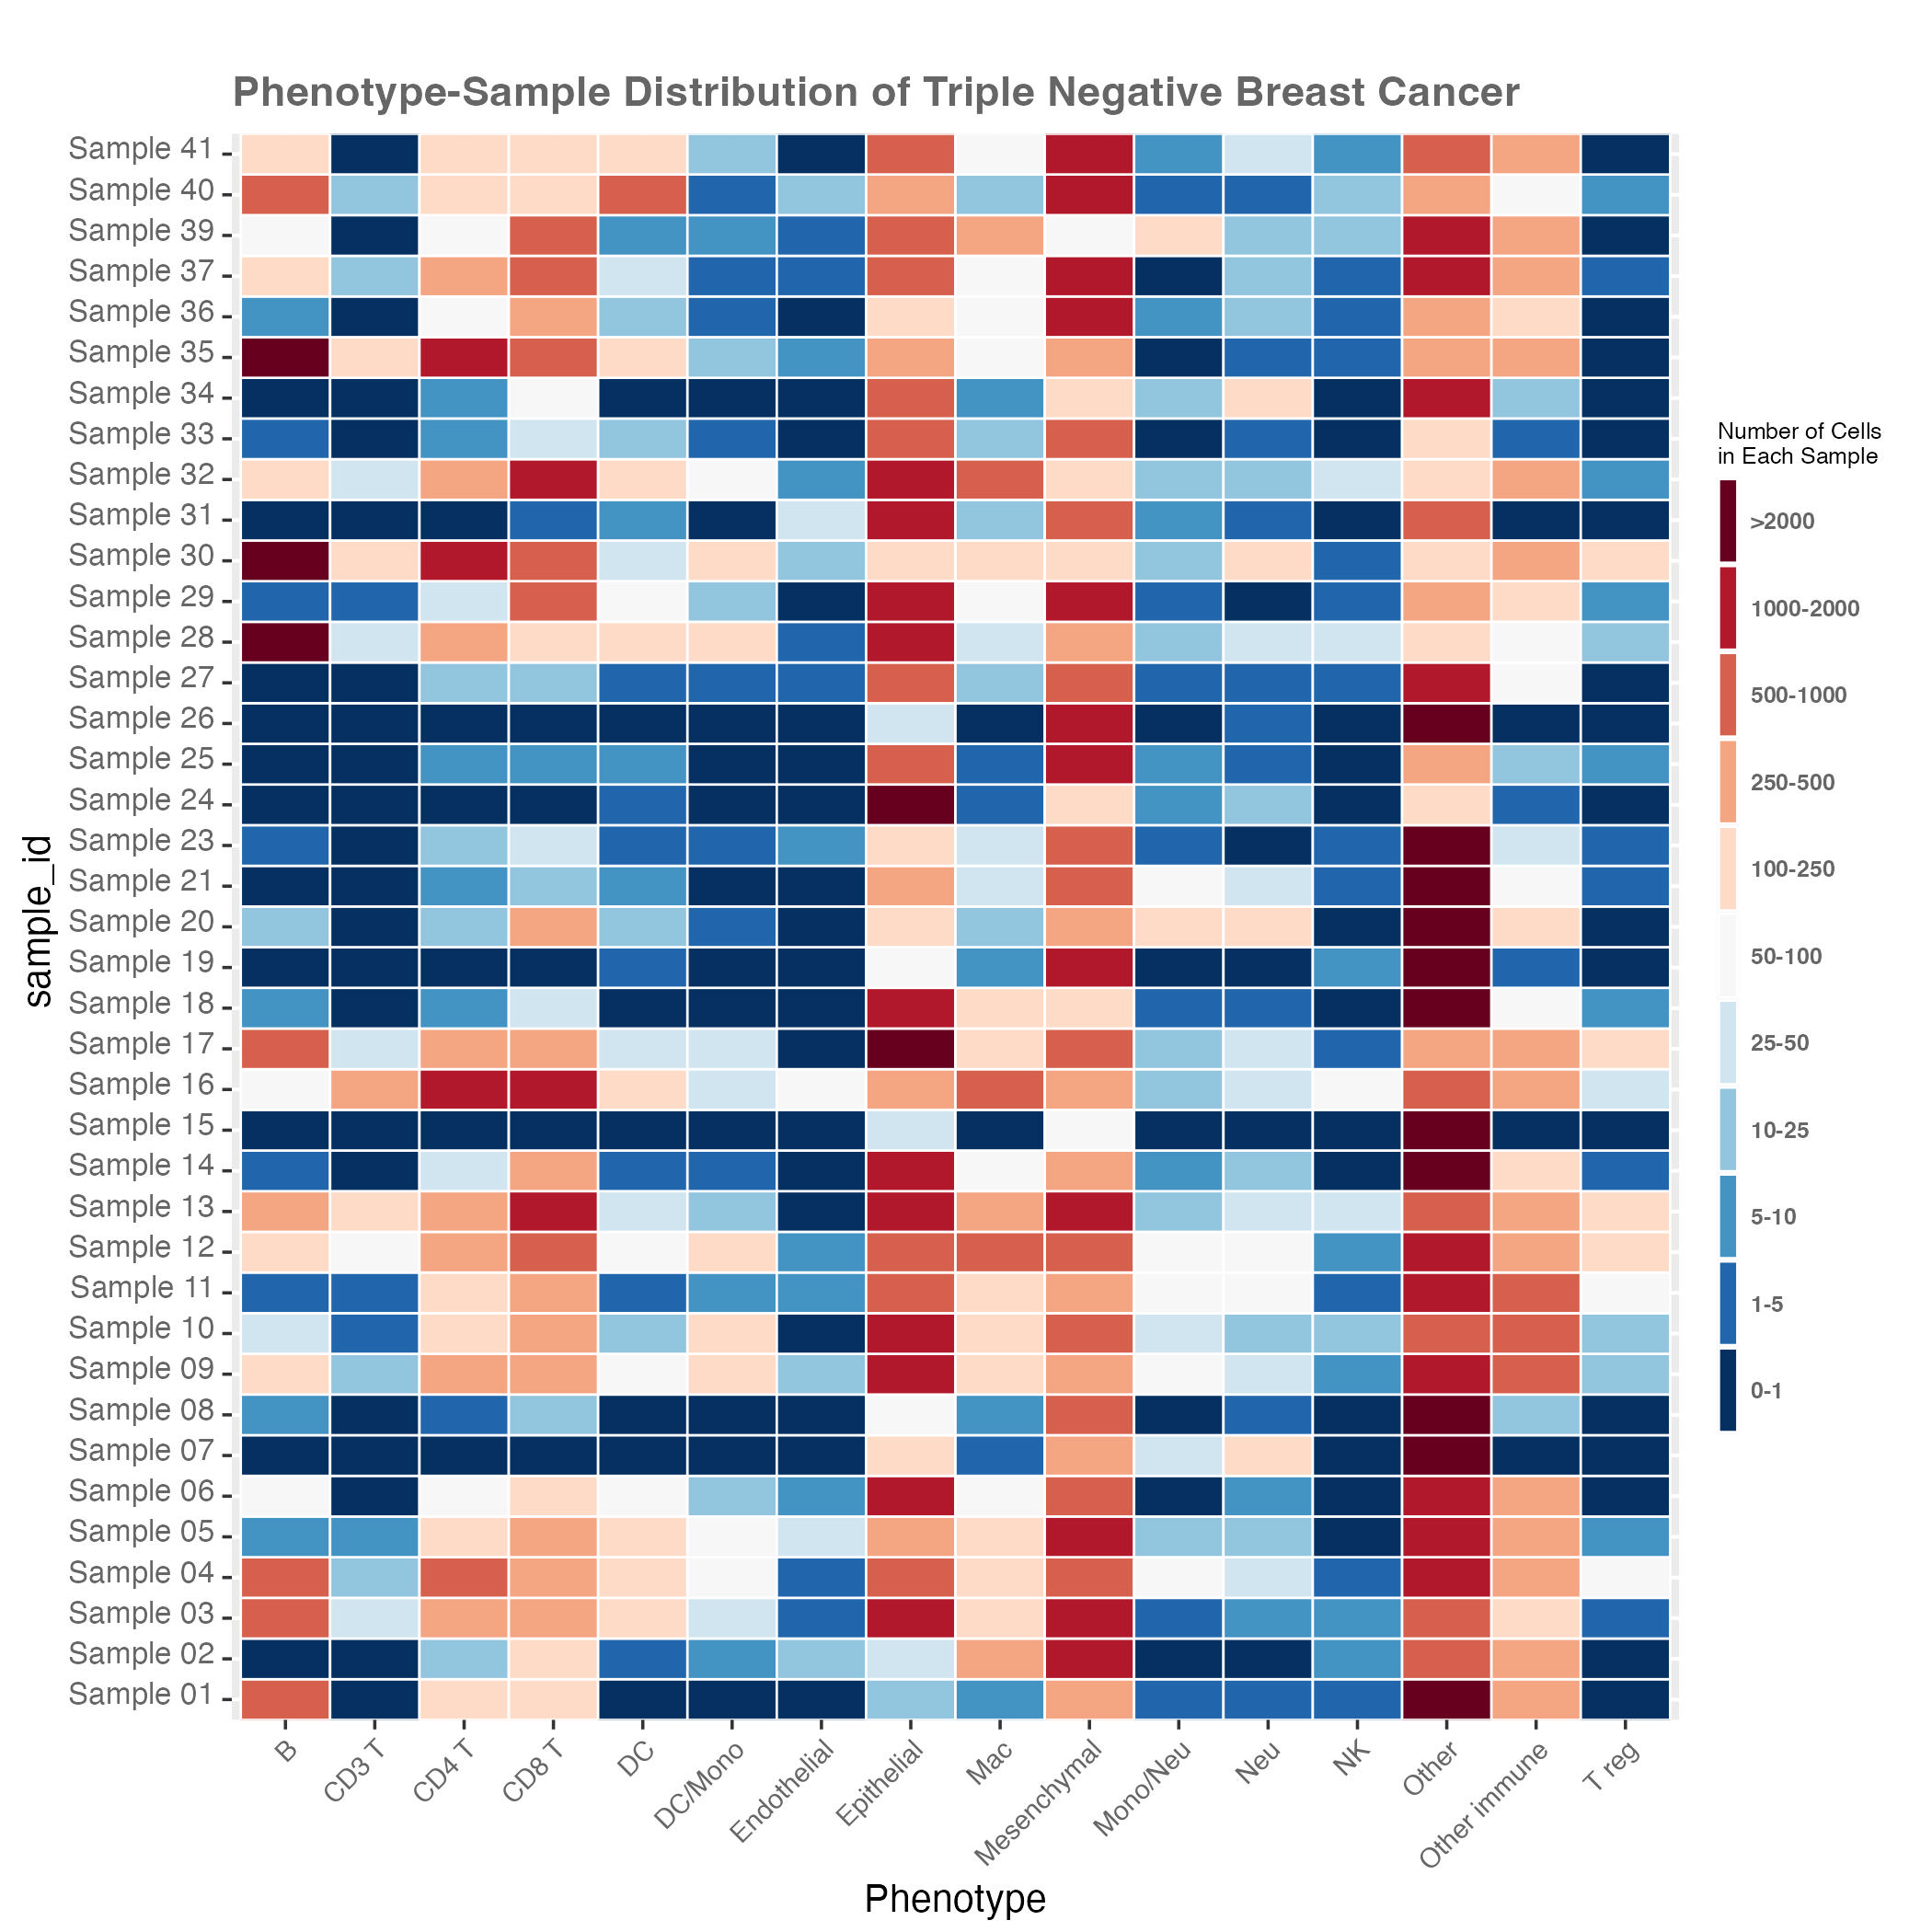 Phenotype-Sample Distribution of Triple Negative Breast Cancer
Sample 41
Sample 40
Sample 39
Sample 37
Sample 36
Sample 35
Sample 34
Sample 33
Sample 32
Sample 31
Sample 30
Sample 29
Sample 28
Sample 27
Sample 26
Sample 25
Sample 24
Sample 23
Sample 21
Sample 20
Sample 19
Sample 18
Sample 17
Sample 16
Sample 15
Sample 14
Sample 13
Sample 12
Sample 11
Sample 10
Sample 09
Sample 08
Sample 07
Sample 06
Sample 05
Sample 04
Sample 03
Sample 02
Sample 01
sample_id
B
CD3 T
CD4 T
CD8 T
DC
DC/Mono
Endothelial
Epithelial
Mac
Mesenchymal
Mono/Neu
Neu
NK
Other
Other immune
T reg
Phenotype
Number of Cells
in Each Sample
>2000
1000-2000
500-1000
250-500
100-250
50-100
25-50
10-25
5-10
1-5
0-1